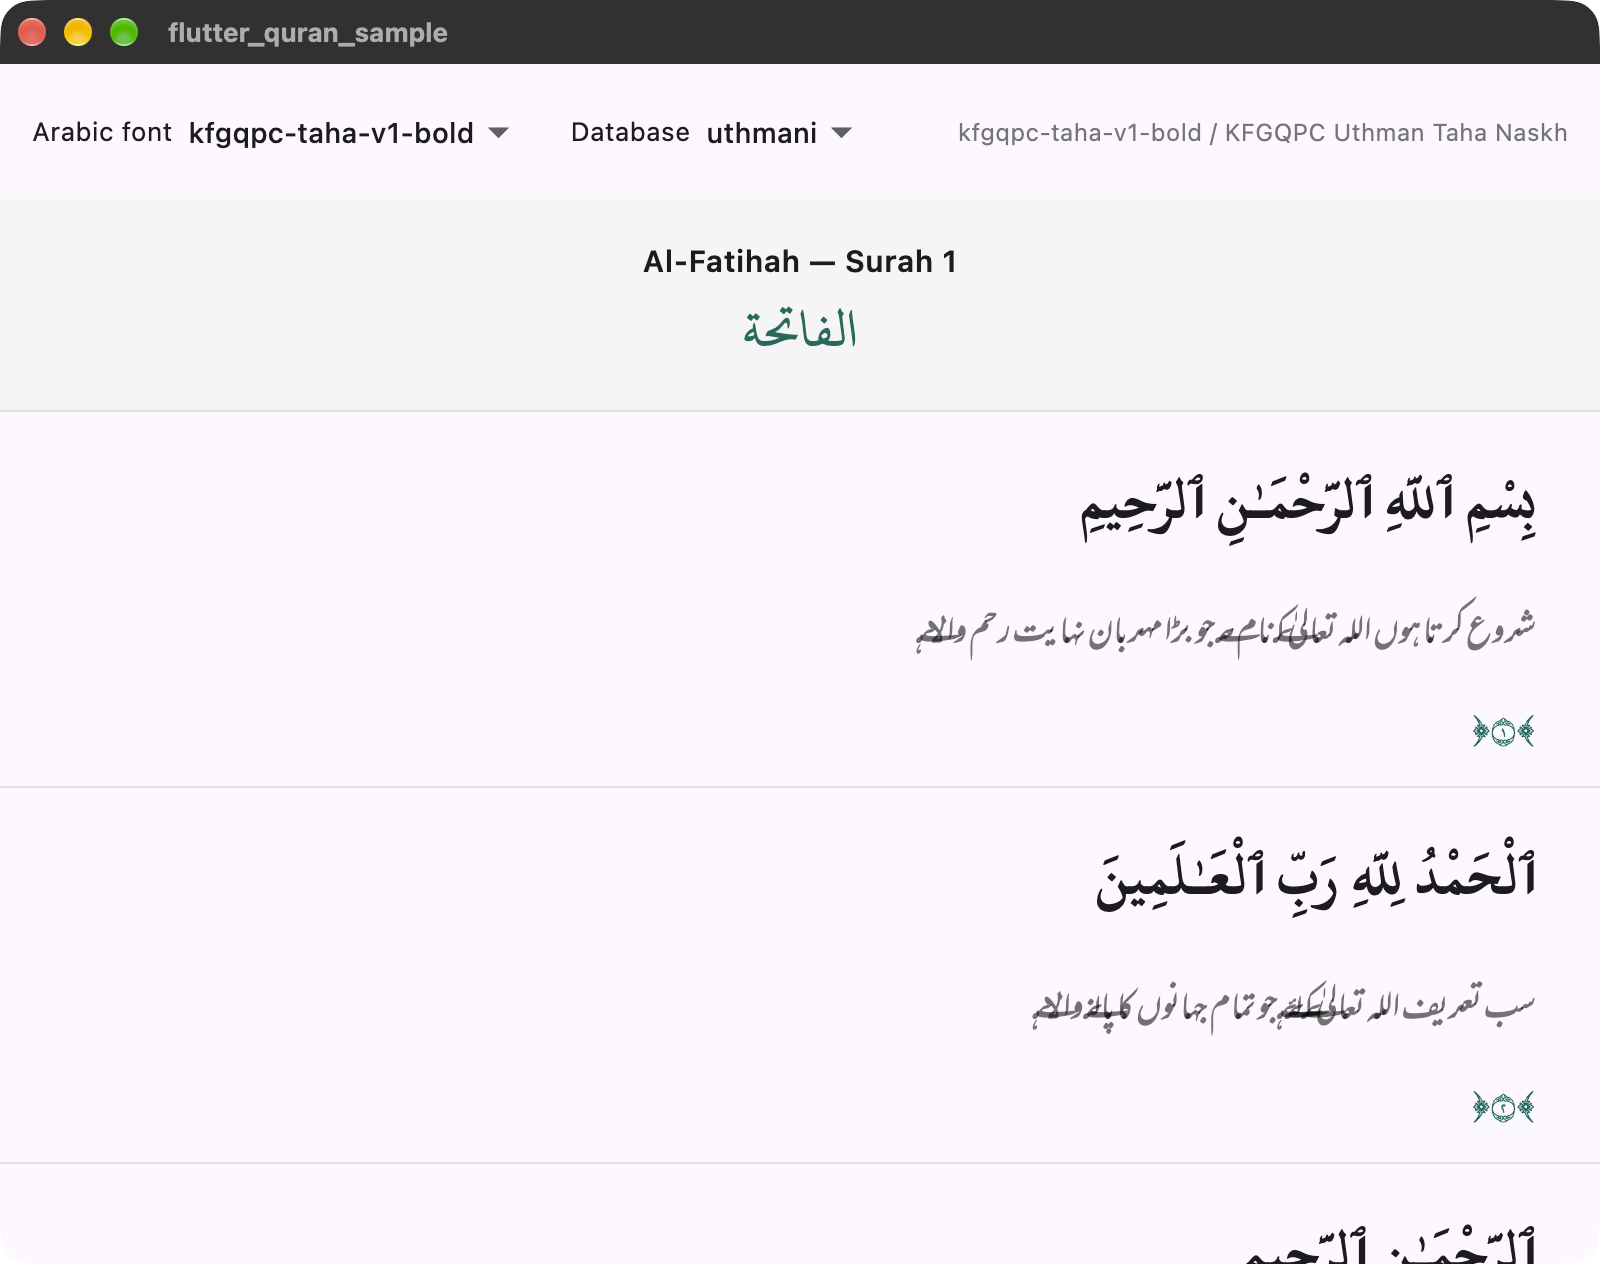 flutter_quran_sample
Arabic font kfgqpc-taha-v1-bold Database uthmani kfgqpc-taha-v1-bold / KFGQPC Uthman Taha Naskh
Al-Fatihah — Surah 1
الفاتحة
بِسْمِ ٱللَّهِ ٱلرَّحْمَـٰنِ ٱلرَّحِيمِ
شروع کرتا ہوں اللہ تعالیٰ کے نام سے جو بڑا مہربان نہایت رحم والا ہے
﴿١﴾
ٱلْحَمْدُ لِلَّهِ رَبِّ ٱلْعَـٰلَمِينَ
سب تعریف اللہ تعالیٰ کے لئے ہے جو تمام جہانوں کا پالنے والا ہے
﴿٢﴾
ٱلرَّحْمَـٰنِ ٱلرَّحِيمِ